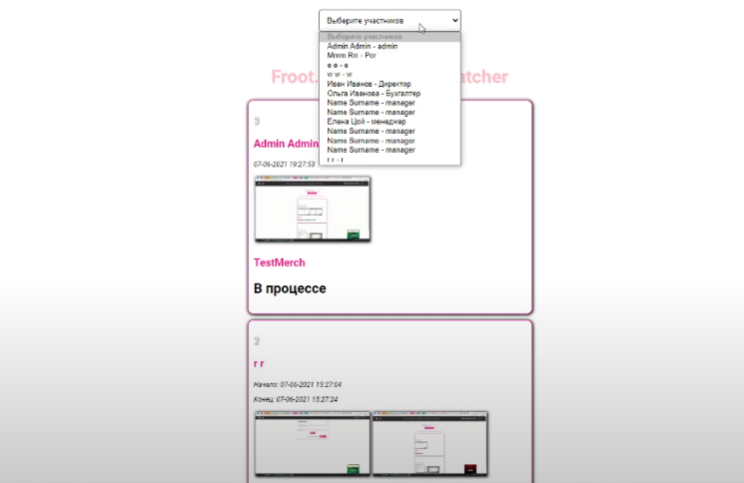 Выберите участников
Выберите участников
Admin Admin - admin
Mmm Rrr - Por
e e - e
w w - w
Иван Иванов - Директор
Ольга Иванова - Бухгалтер
Name Surname - manager
Name Surname - manager
Елена Цой - менеджер
Name Surname - manager
Name Surname - manager
Name Surname - manager
r r - r
Froot. atcher
3
Admin Admin
07-06-2021 19:27:53
TestMerch
В процессе
2
r r
Начало: 07-06-2021 15:27:04
Конец: 07-06-2021 15:27:24